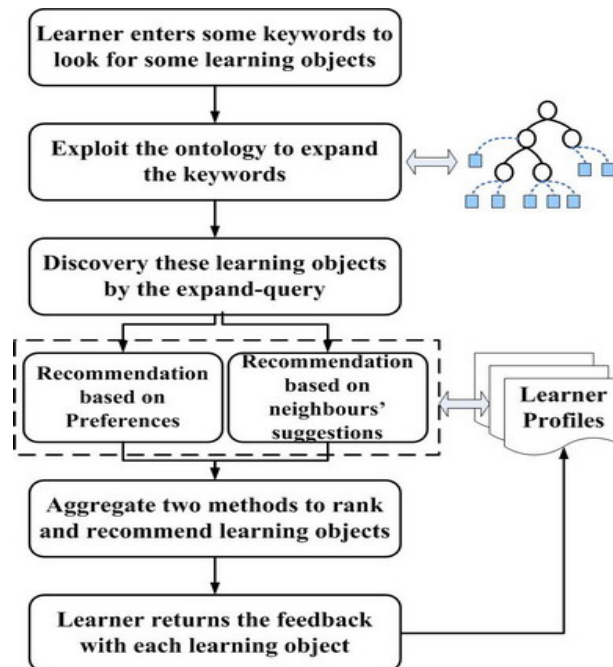 Learner enters some keywords to
look for some learning objects
Exploit the ontology to expand
the keywords
Discovery these learning objects
by the expand-query
Recommendation
based on
Preferences
Recommendation
based on
neighbours'
suggestions
Learner
Profiles
Aggregate two methods to rank
and recommend learning objects
Learner returns the feedback
with each learning object